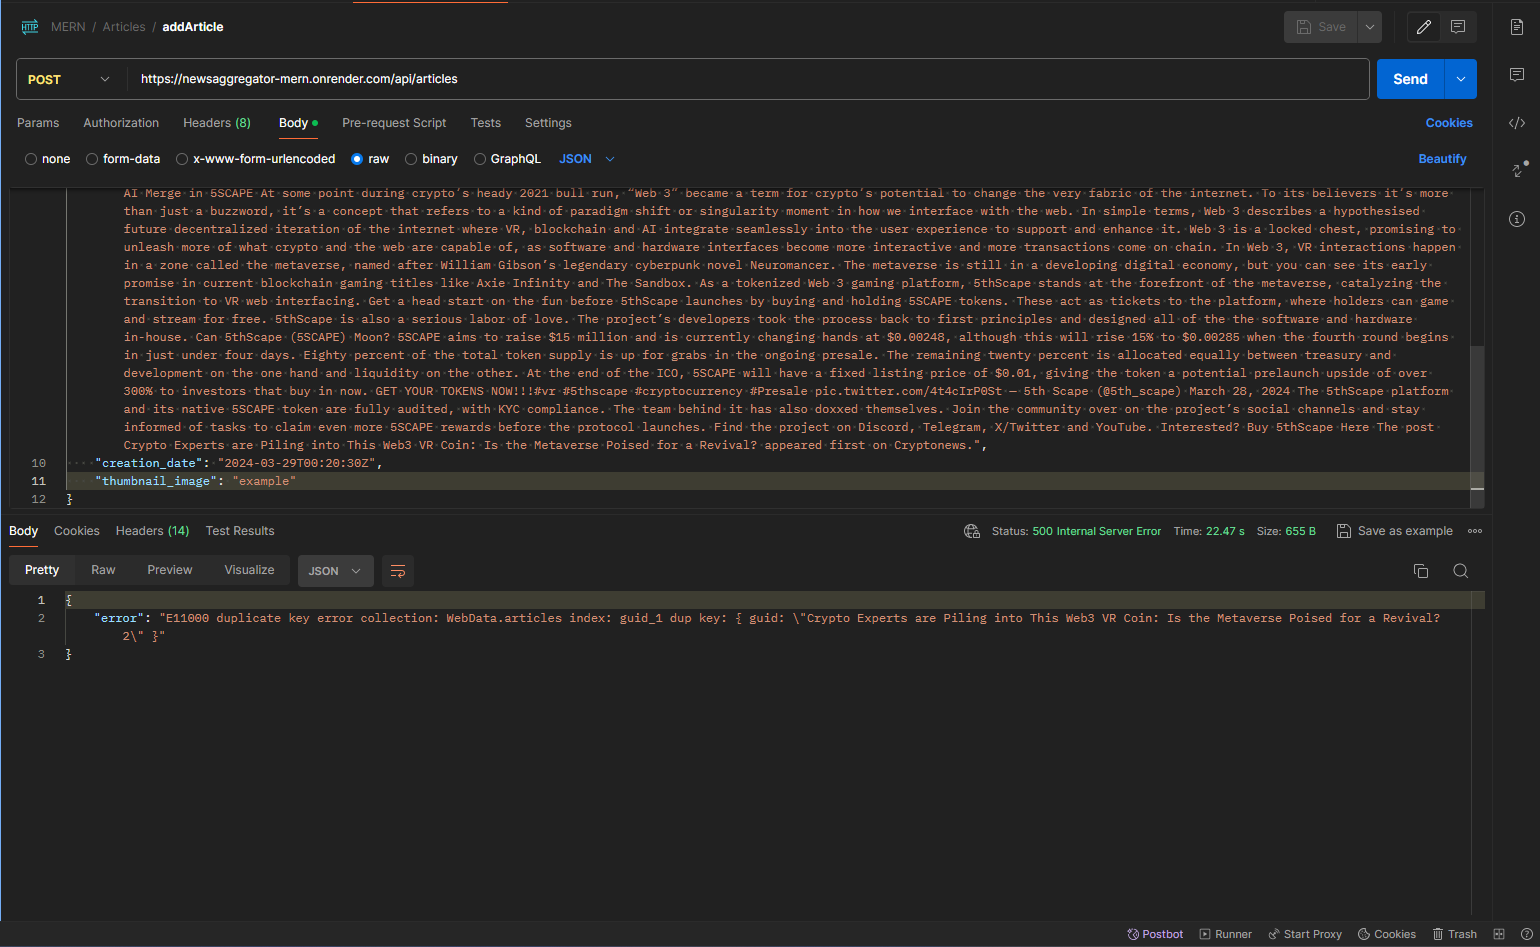 HTTP MERN / Articles / addArticle Save
POST https://newsaggregator-mern.onrender.com/api/articles Send
Params Authorization Headers (8) Body Pre-request Script Tests Settings Cookies
none form-data x-www-form-urlencoded raw binary GraphQL JSON Beautify
AI Merge in 5SCAPE At some point during crypto’s heady 2021 bull run, “Web 3” became a term for crypto’s potential to change the very fabric of the internet. To its believers it’s more
than just a buzzword, it’s a concept that refers to a kind of paradigm shift or singularity moment in how we interface with the web. In simple terms, Web 3 describes a hypothesised
future decentralized iteration of the internet where VR, blockchain and AI integrate seamlessly into the user experience to support and enhance it. Web 3 is a locked chest, promising to
unleash more of what crypto and the web are capable of, as software and hardware interfaces become more interactive and more transactions come on chain. In Web 3, VR interactions happen
in a zone called the metaverse, named after William Gibson’s legendary cyberpunk novel Neuromancer. The metaverse is still in a developing digital economy, but you can see its early
promise in current blockchain gaming titles like Axie Infinity and The Sandbox. As a tokenized Web 3 gaming platform, 5thScape stands at the forefront of the metaverse, catalyzing the
transition to VR web interfacing. Get a head start on the fun before 5thScape launches by buying and holding 5SCAPE tokens. These act as tickets to the platform, where holders can game
and stream for free. 5thScape is also a serious labor of love. The project’s developers took the process back to first principles and designed all of the the software and hardware
in-house. Can 5thScape (5SCAPE) Moon? 5SCAPE aims to raise $15 million and is currently changing hands at $0.00248, although this will rise 15% to $0.00285 when the fourth round begins
in just under four days. Eighty percent of the total token supply is up for grabs in the ongoing presale. The remaining twenty percent is allocated equally between treasury and
development on the one hand and liquidity on the other. At the end of the ICO, 5SCAPE will have a fixed listing price of $0.01, giving the token a potential prelaunch upside of over
300% to investors that buy in now. GET YOUR TOKENS NOW!!!#vr #5thscape #cryptocurrency #Presale pic.twitter.com/4t4cIrP0St — 5th Scape (@5th_scape) March 28, 2024 The 5thScape platform
and its native 5SCAPE token are fully audited, with KYC compliance. The team behind it has also doxxed themselves. Join the community over on the project’s social channels and stay
informed of tasks to claim even more 5SCAPE rewards before the protocol launches. Find the project on Discord, Telegram, X/Twitter and YouTube. Interested? Buy 5thScape Here The post
Crypto Experts are Piling into This Web3 VR Coin: Is the Metaverse Poised for a Revival? appeared first on Cryptonews.",
10 "creation_date": "2024-03-29T00:20:30Z",
11 "thumbnail_image": "example"
12 }
Body Cookies Headers (14) Test Results Status: 500 Internal Server Error Time: 22.47 s Size: 655 B Save as example
Pretty Raw Preview Visualize JSON
1 {
2 "error": "E11000 duplicate key error collection: WebData.articles index: guid_1 dup key: { guid: \"Crypto Experts are Piling into This Web3 VR Coin: Is the Metaverse Poised for a Revival?
2\" }"
3 }
Postbot Runner Start Proxy Cookies Trash